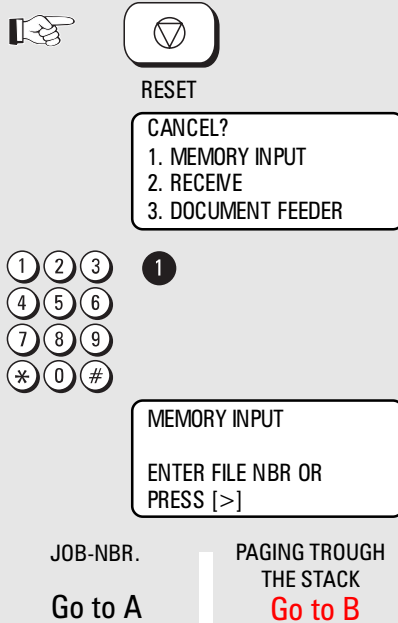 RESET
CANCEL?
1. MEMORY INPUT
2. RECEIVE
3. DOCUMENT FEEDER
1 2 3 1
4 5 6
7 8 9
* 0 #
MEMORY INPUT
ENTER FILE NBR OR
PRESS [>]
JOB-NBR.
Go to A
PAGING TROUGH
THE STACK
Go to B